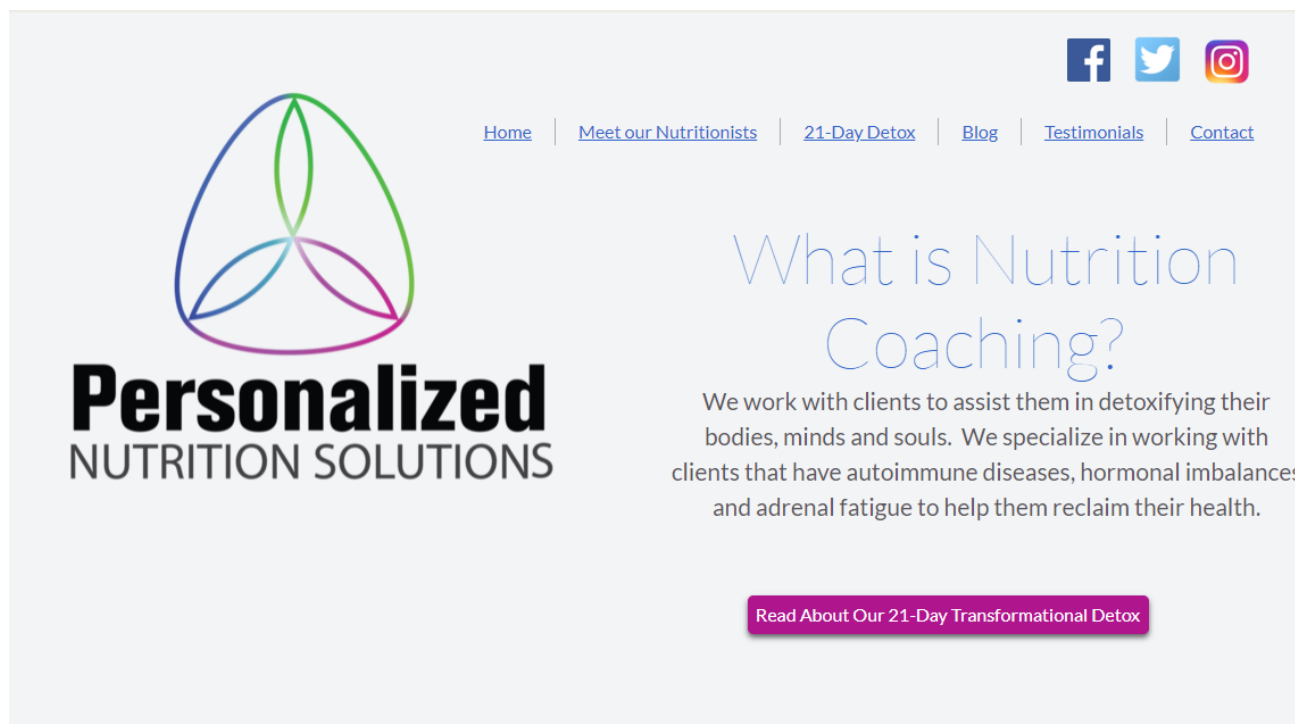 Home Meet our Nutritionists 21-Day Detox Blog Testimonials Contact
Personalized
NUTRITION SOLUTIONS
What is Nutrition
Coaching?
We work with clients to assist them in detoxifying their
bodies, minds and souls.  We specialize in working with
clients that have autoimmune diseases, hormonal imbalances
and adrenal fatigue to help them reclaim their health.
Read About Our 21-Day Transformational Detox